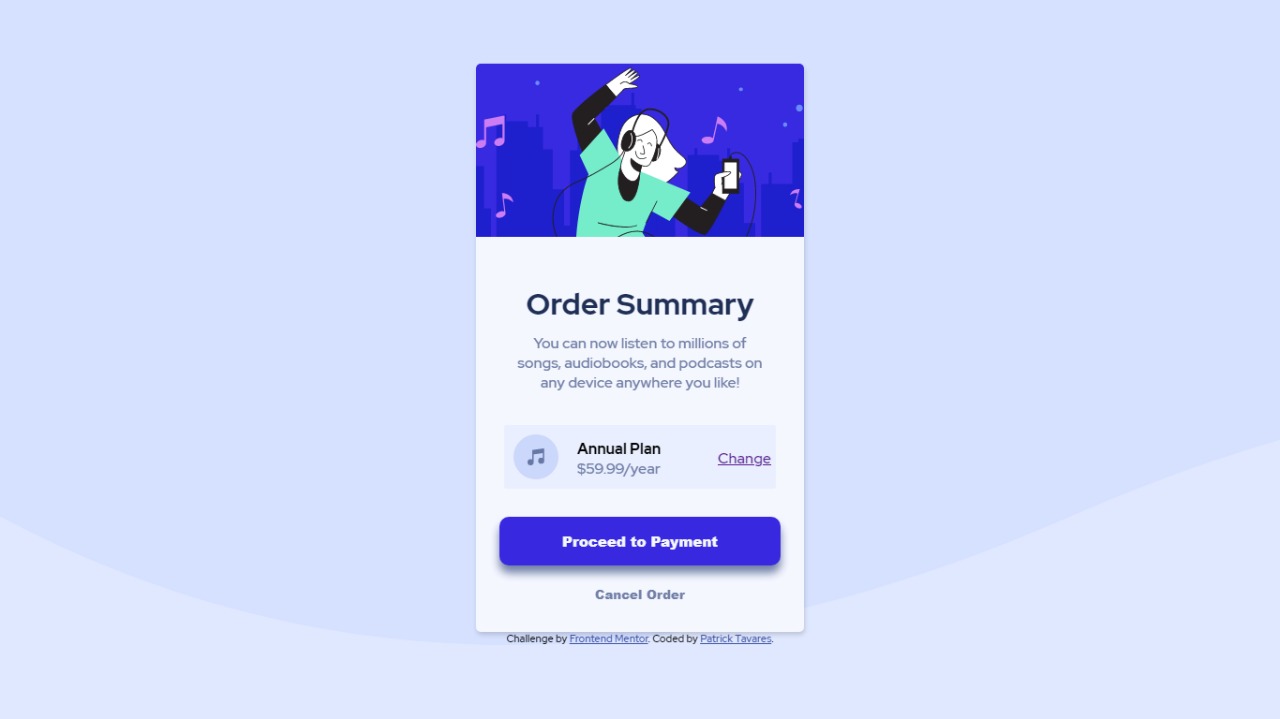 Order Summary
You can now listen to millions of
songs, audiobooks, and podcasts on
any device anywhere you like!
Annual Plan
$59.99/year
Change
Proceed to Payment
Cancel Order
Challenge by Frontend Mentor. Coded by Patrick Tavares.